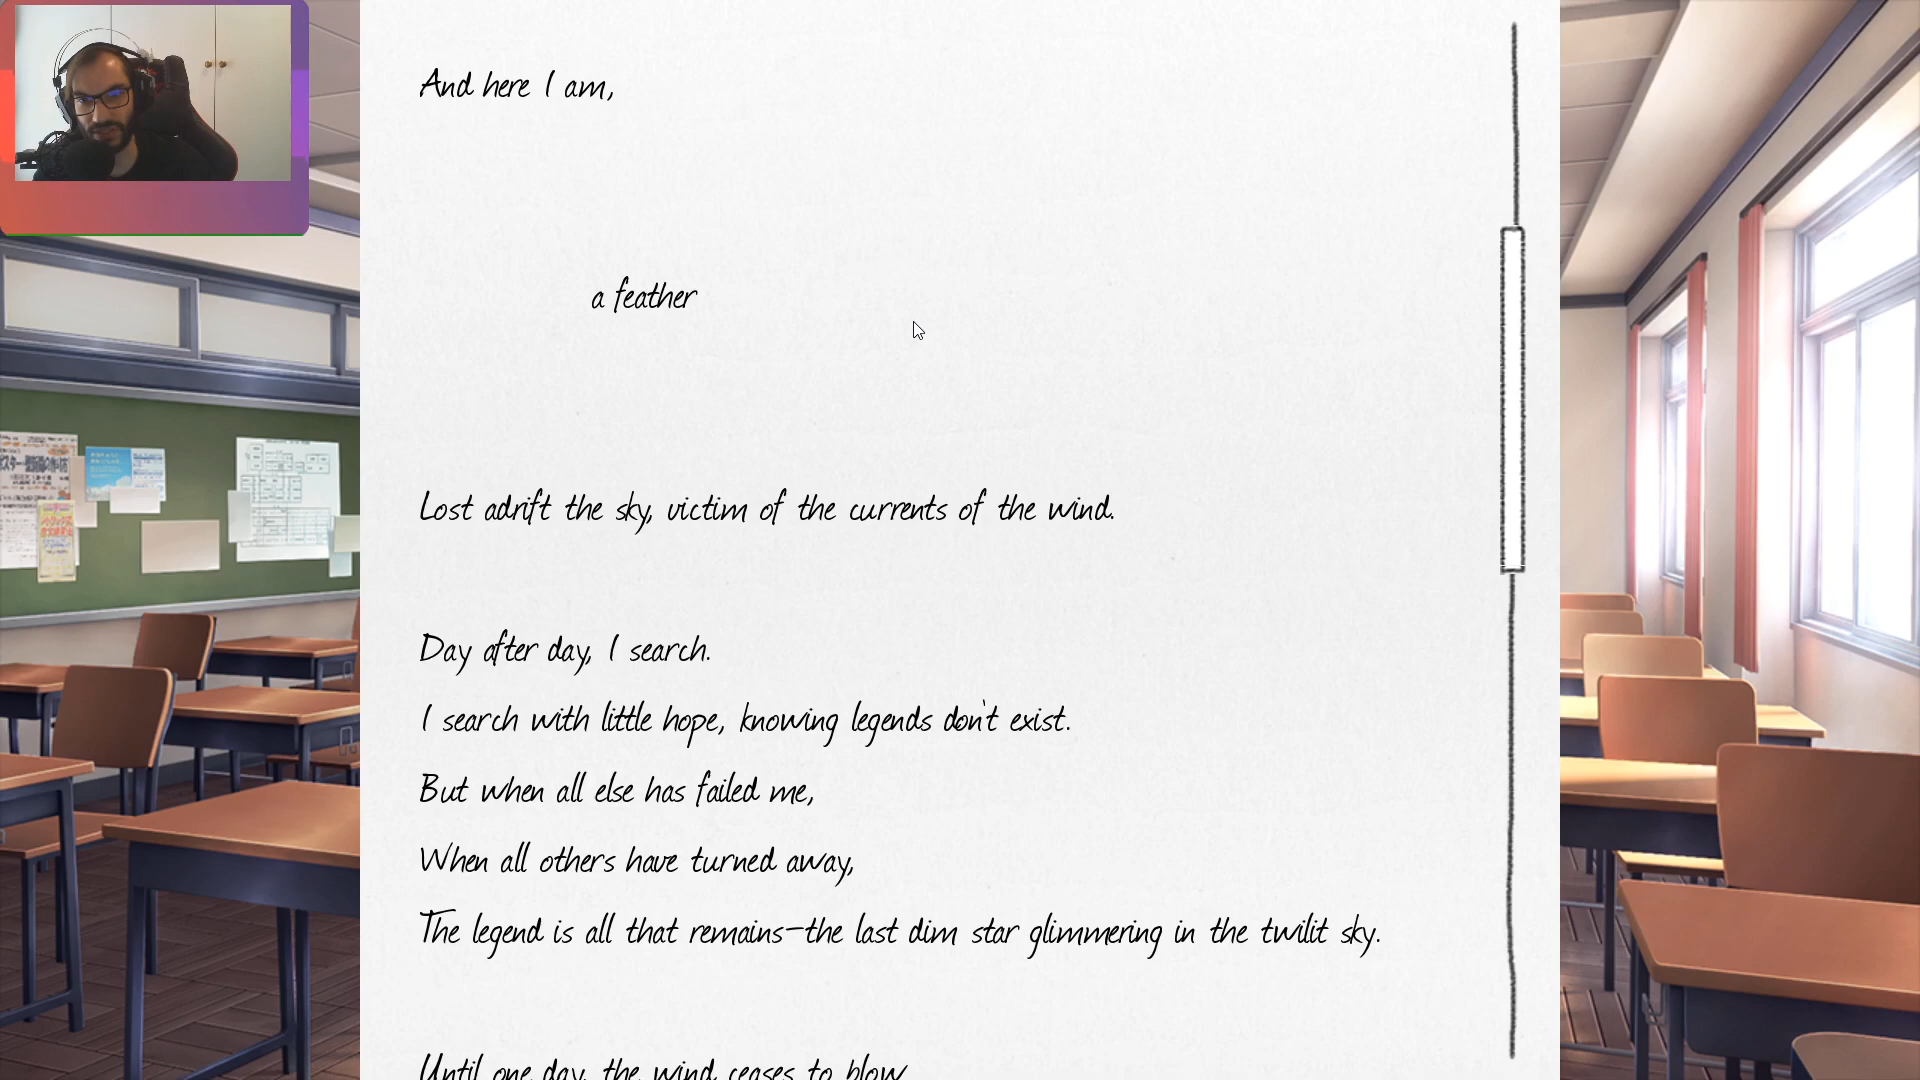 And here I am,
a feather
Lost adrift the sky, victim of the currents of the wind.
Day after day, I search.
I search with little hope, knowing legends don't exist.
But when all else has failed me,
When all others have turned away,
The legend is all that remains—the last dim star glimmering in the twilit sky.
Until one day, the wind ceases to blow